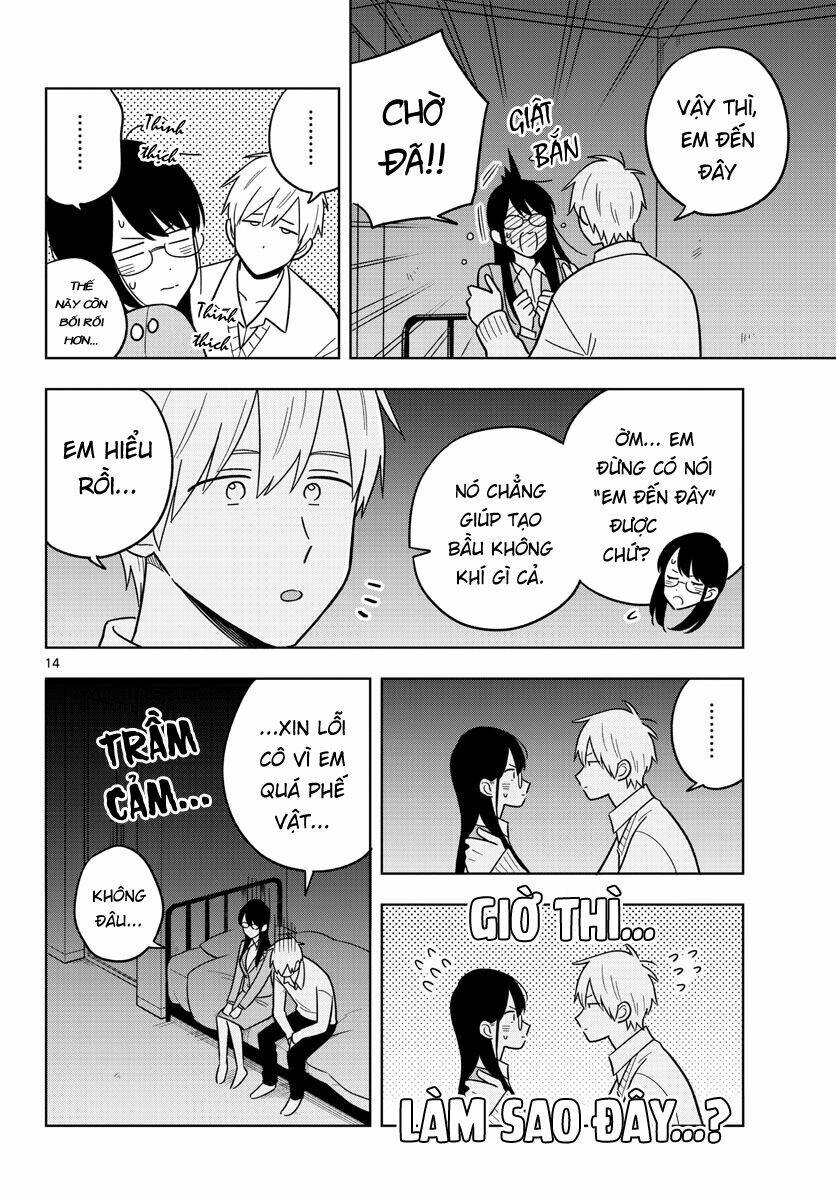 VẬY THÌ,
EM ĐẾN
ĐÂY
GIẬT
BẮN
CHỜ
ĐÃ!!
........
Thình
thịch
........
Thình
thịch
THẾ
NÀY CÒN
BỐI RỐI
HƠN...
ỜM... EM
ĐỪNG CÓ NÓI
“EM ĐẾN ĐÂY”
ĐƯỢC
CHỨ?
NÓ CHẲNG
GIÚP TẠO
BẦU KHÔNG
KHÍ GÌ CẢ.
EM HIỂU
RỒI...
14
........
GIỜ THÌ...
LÀM SAO ĐÂY...?
...XIN LỖI
CÔ VÌ EM
QUÁ PHẾ
VẬT...
TRẦM
CẢM...
KHÔNG
ĐÂU...